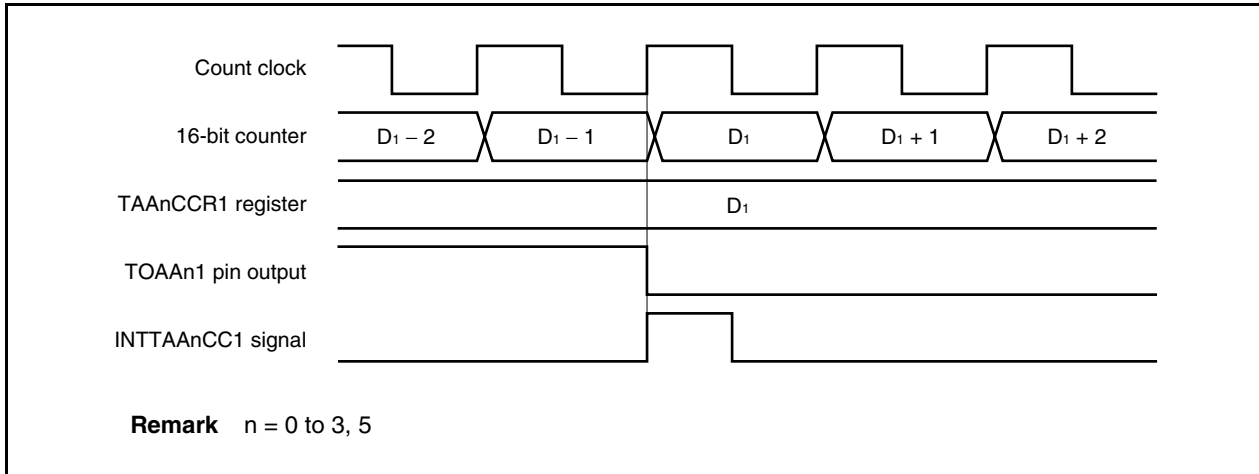 Count clock
16-bit counter D₁ − 2 D₁ − 1 D₁ D₁ + 1 D₁ + 2
TAAnCCR1 register D₁
TOAAn1 pin output
INTTAAnCC1 signal
Remark n = 0 to 3, 5